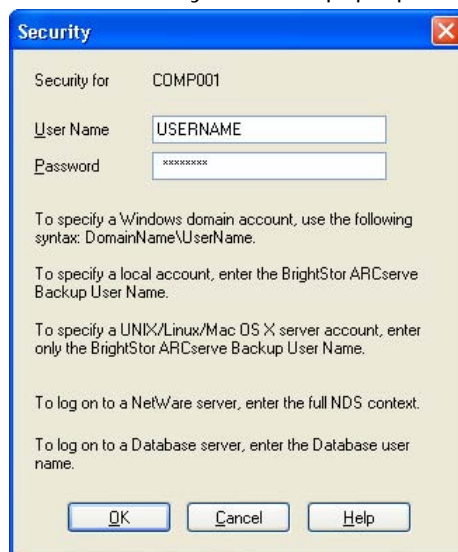 Security
Security for COMP001
User Name USERNAME
Password ********
To specify a Windows domain account, use the following
syntax: DomainName\UserName.
To specify a local account, enter the BrightStor ARCserve
Backup User Name.
To specify a UNIX/Linux/Mac OS X server account, enter
only the BrightStor ARCserve Backup User Name.
To log on to a NetWare server, enter the full NDS context.
To log on to a Database server, enter the Database user
name.
OK Cancel Help